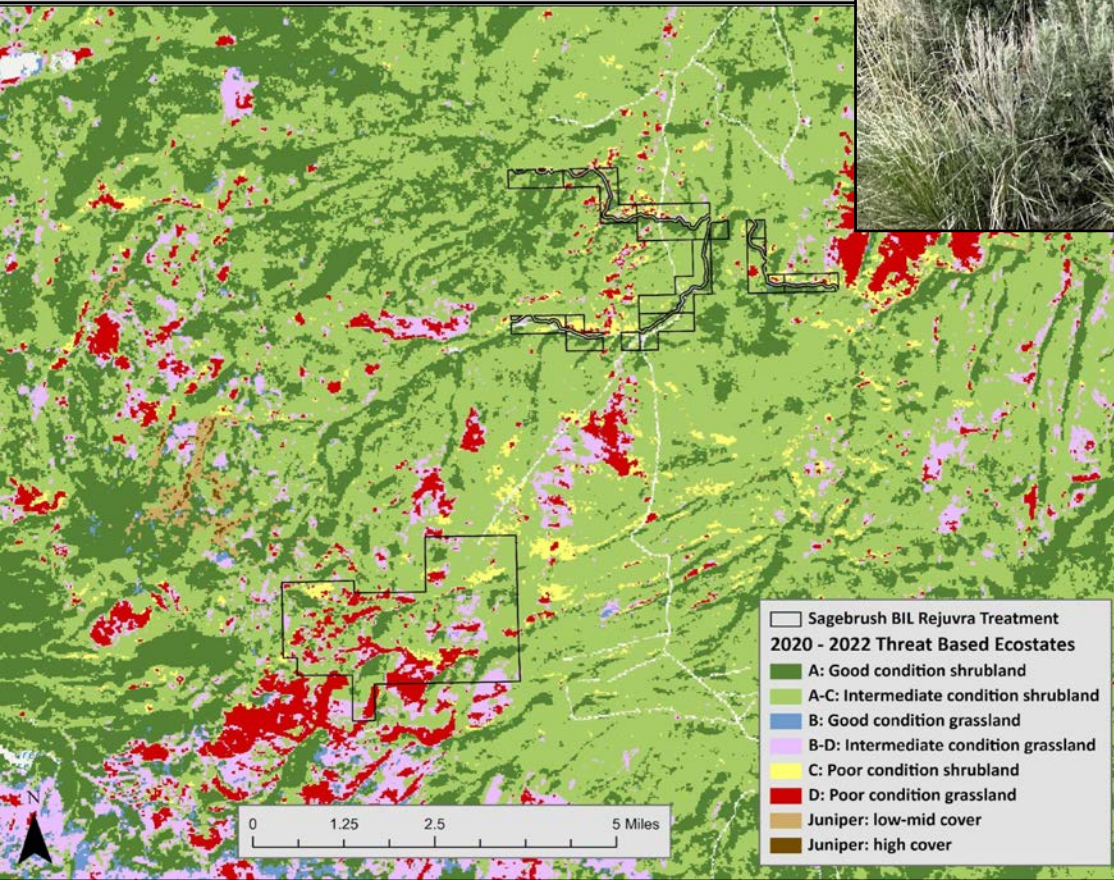 Sagebrush BIL Rejuvra Treatment
2020 - 2022 Threat Based Ecostates
A: Good condition shrubland
A-C: Intermediate condition shrubland
B: Good condition grassland
B-D: Intermediate condition grassland
C: Poor condition shrubland
D: Poor condition grassland
Juniper: low-mid cover
Juniper: high cover
N
0 1.25 2.5 5 Miles